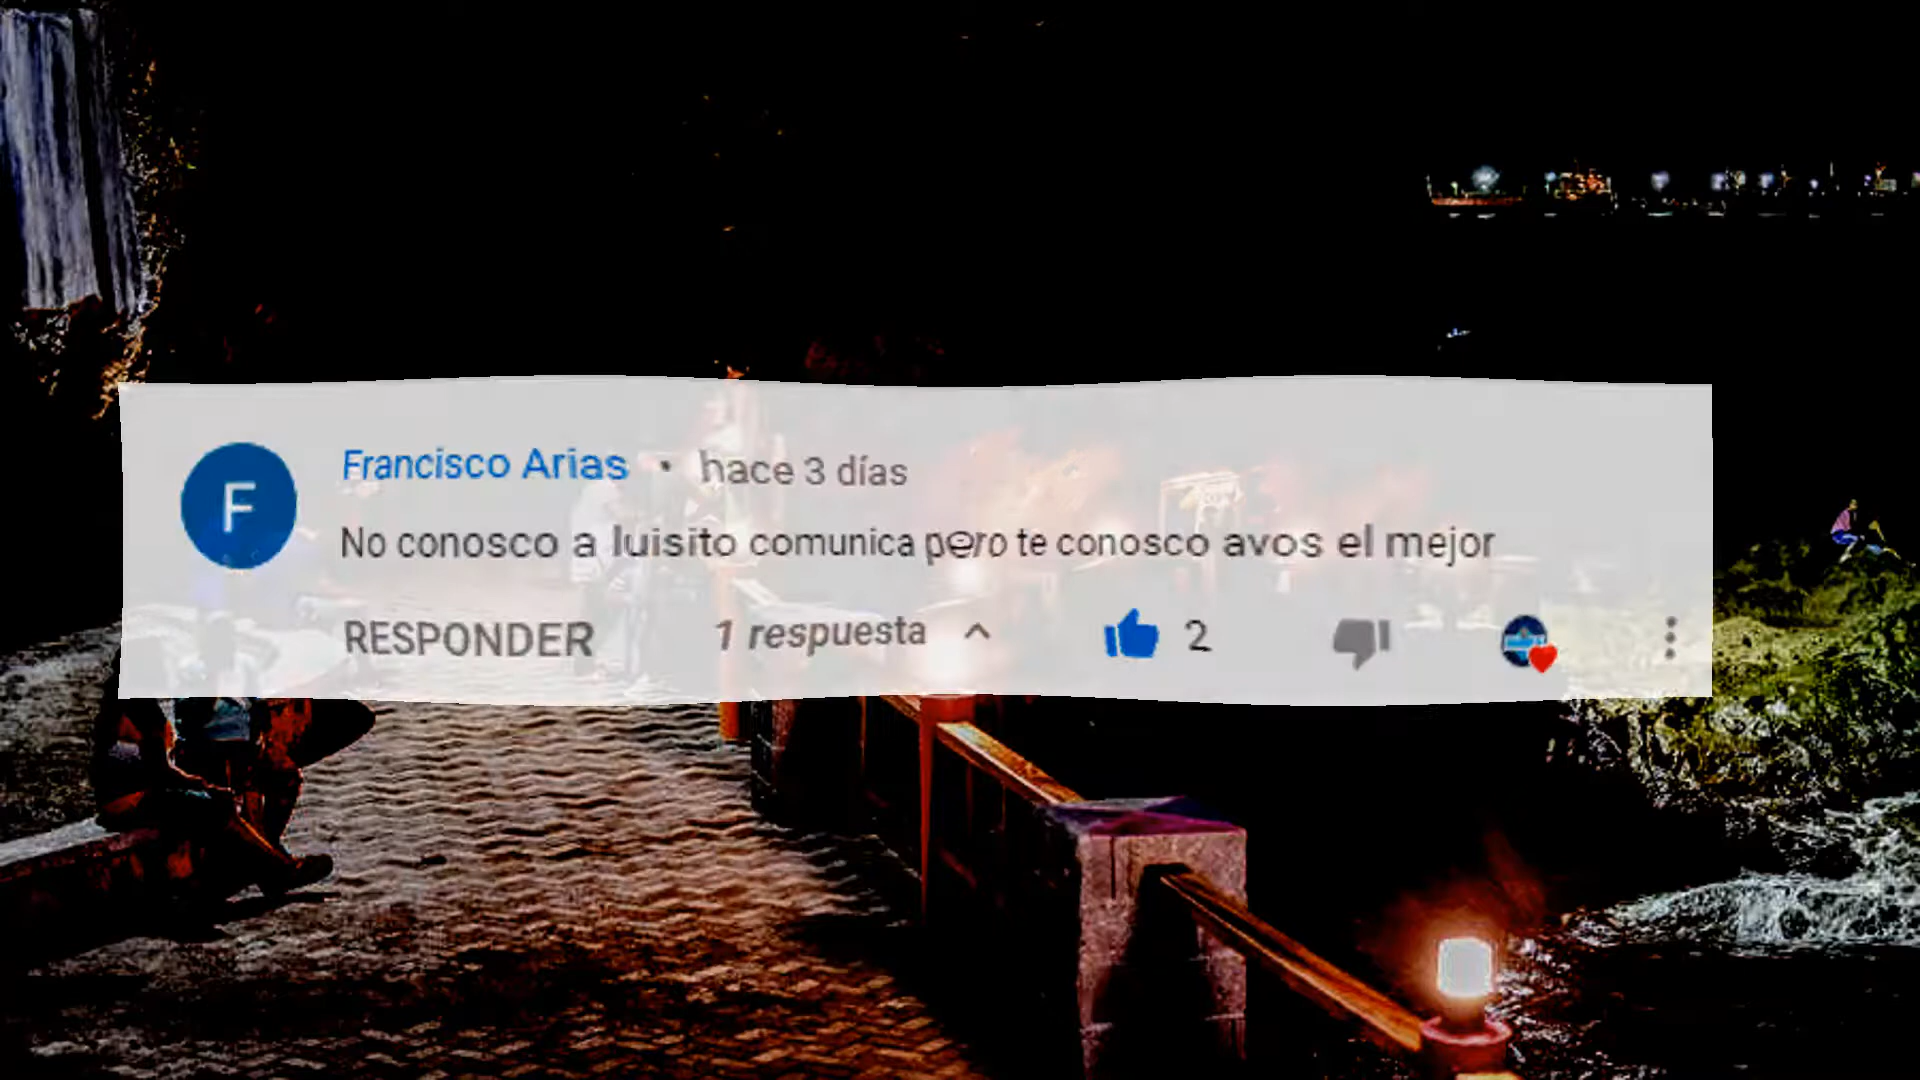 F
Francisco Arias • hace 3 días
No conosco a luisito comunica pero te conosco avos el mejor
RESPONDER 1 respuesta 2